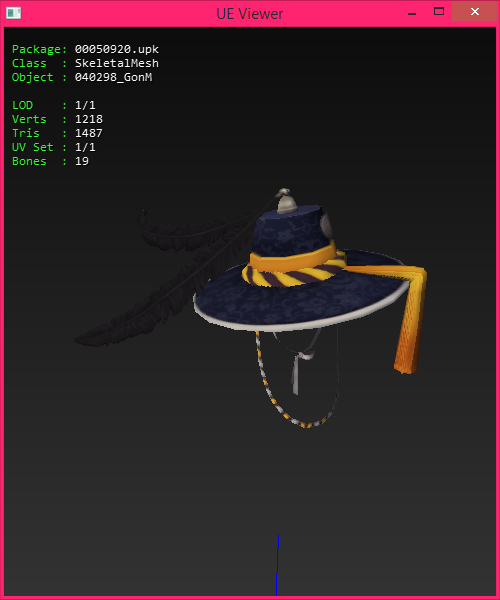 UE Viewer
Package: 00050920.upk
Class : SkeletalMesh
Object : 040298_GonM
LOD : 1/1
Verts : 1218
Tris : 1487
UV Set : 1/1
Bones : 19